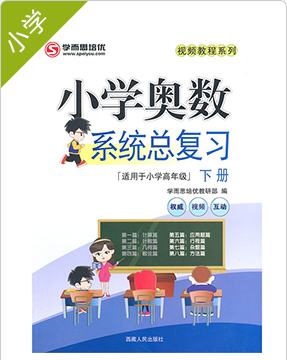 小学
学而思培优
www.speiyou.com
视频教程系列
小学奥数
系统总复习
「适用于小学高年级」 下册
学而思培优教研部 编
权威 视频 互动
第一篇：计算篇 第五篇：应用题篇
第二篇：计数篇 第六篇：行程篇
第三篇：几何篇 第七篇：杂题篇
第四篇：数论篇 第八篇：方法篇
西藏人民出版社